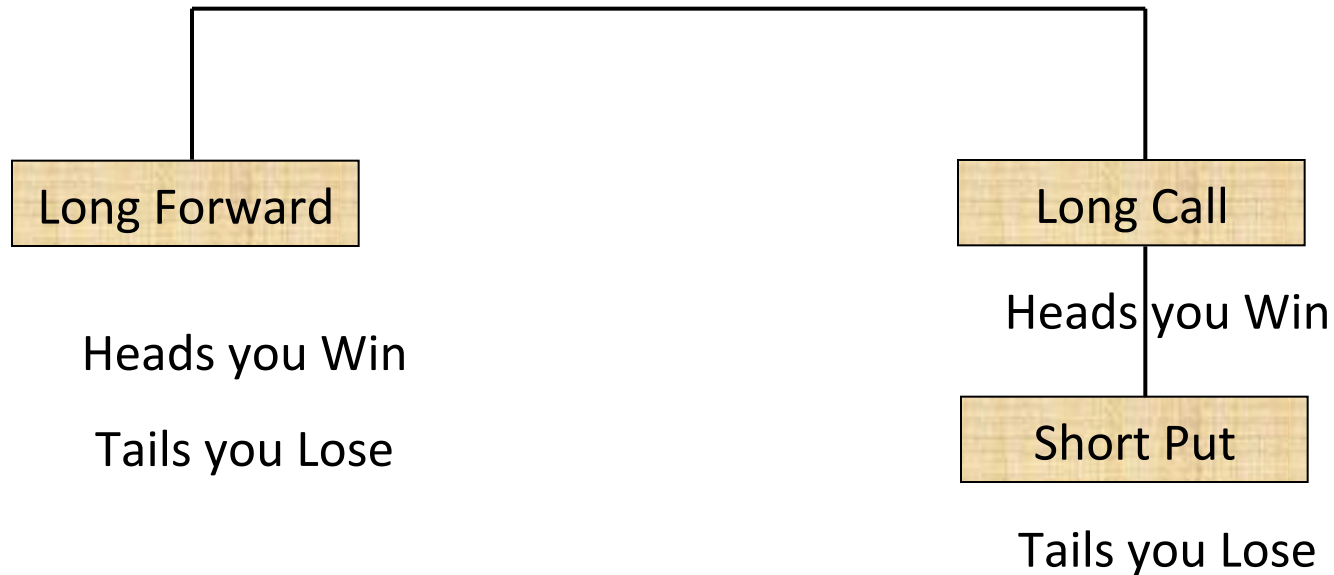 Long Forward
Heads you Win
Tails you Lose
Long Call
Heads you Win
Short Put
Tails you Lose